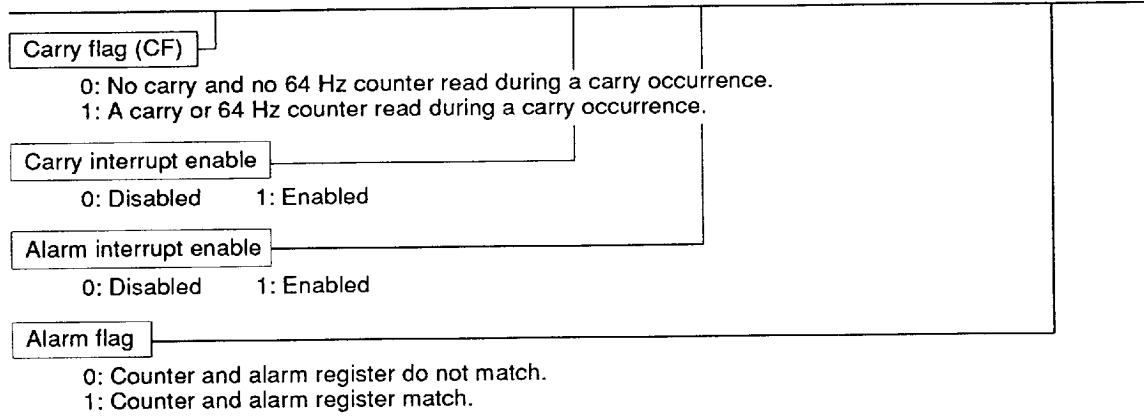 Carry flag (CF)
0: No carry and no 64 Hz counter read during a carry occurrence.
1: A carry or 64 Hz counter read during a carry occurrence.
Carry interrupt enable
0: Disabled 1: Enabled
Alarm interrupt enable
0: Disabled 1: Enabled
Alarm flag
0: Counter and alarm register do not match.
1: Counter and alarm register match.